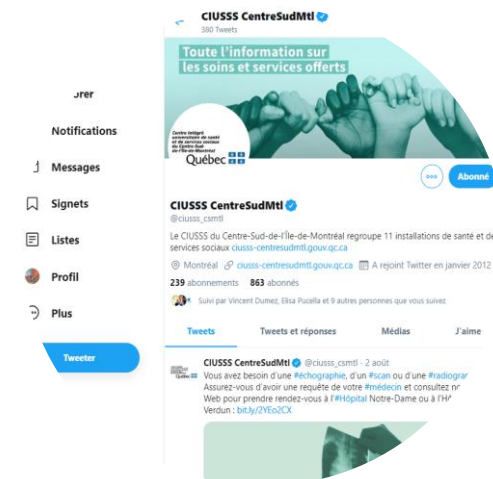 CIUSSS CentreSudMtl
380 Tweets
Toute l'information sur
les soins et services offerts
Centre intégré
universitaire de santé
et de services sociaux
du Centre-Sud-
de-l'Île-de-Montréal
Québec
orer
Notifications
Messages
Signets
Listes
Profil
Plus
Tweeter
Abonné
CIUSSS CentreSudMtl
@ciusss_csmtl
Le CIUSSS du Centre-Sud-de-l'Île-de-Montréal regroupe 11 installations de santé et de
services sociaux ciusss-centresudmtl.gouv.qc.ca
Montréal ciusss-centresudmtl.gouv.qc.ca A rejoint Twitter en janvier 2012
239 abonnements 863 abonnés
Suivi par Vincent Dumez, Elisa Pucella et 9 autres personnes que vous suivez
Tweets Tweets et réponses Médias J'aime
CIUSSS CentreSudMtl @ciusss_csmtl · 2 août
Vous avez besoin d'une #échographie, d'un #scan ou d'une #radiograr
Assurez-vous d'avoir une requête de votre #médecin et consultez
Web pour prendre rendez-vous à l'#Hôpital Notre-Dame ou à l'H
Verdun : bit.ly/2YEo2CX